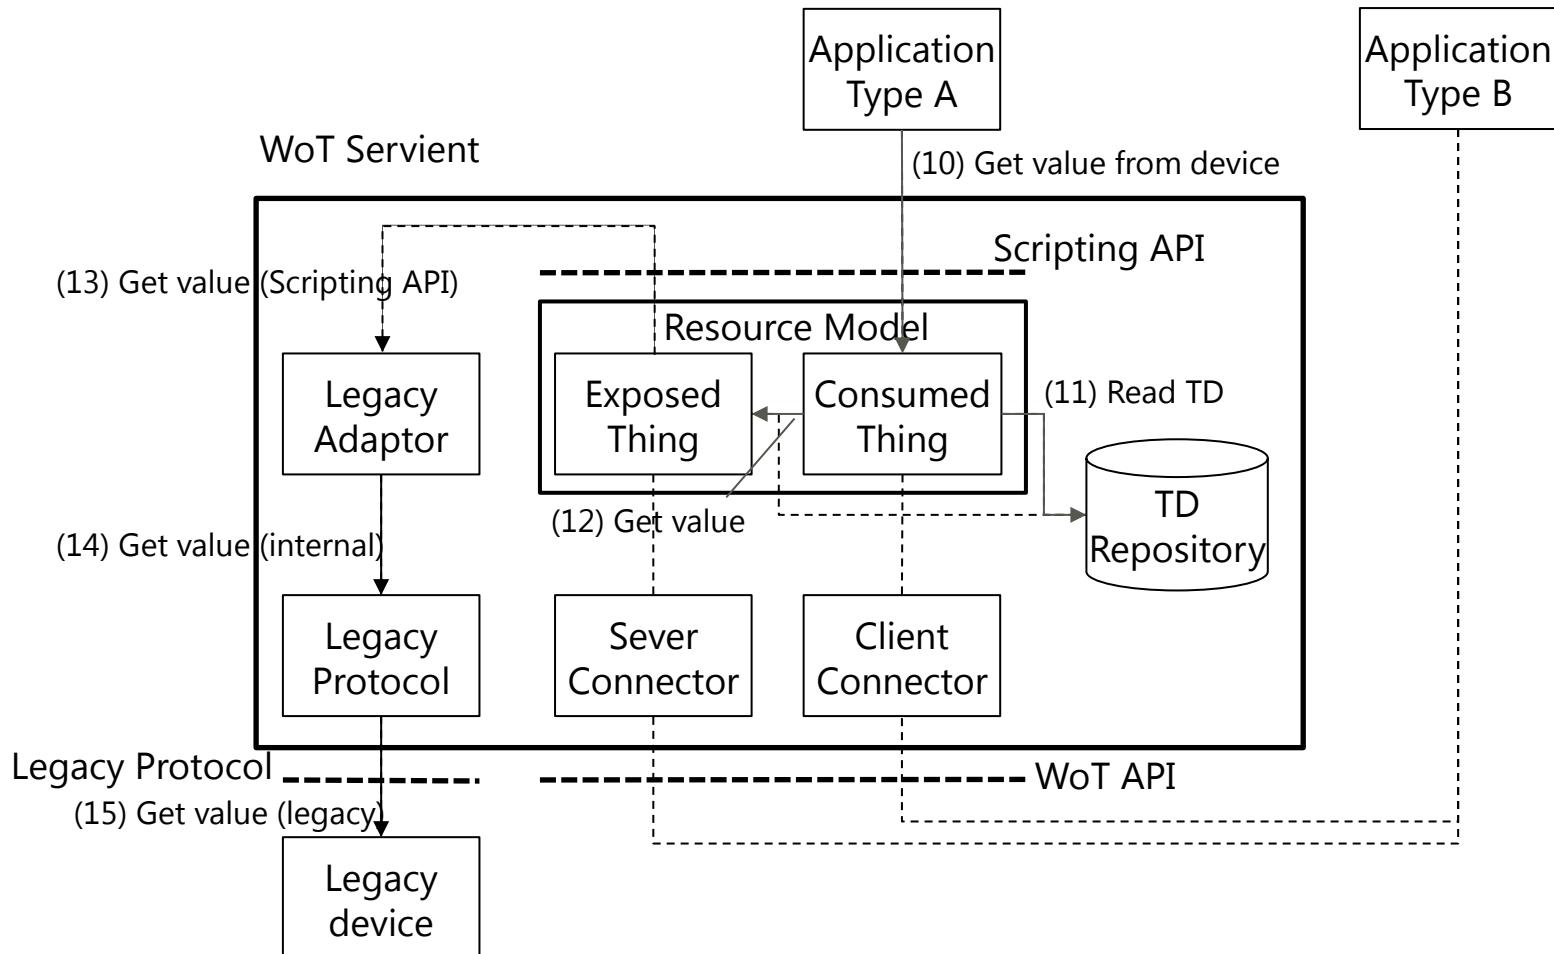 Application
Type A
Application
Type B
WoT Servient
(10) Get value from device
Scripting API
(13) Get value (Scripting API)
Resource Model
Legacy
Adaptor
Exposed
Thing
Consumed
Thing
(11) Read TD
(12) Get value
TD
Repository
(14) Get value (internal)
Legacy
Protocol
Sever
Connector
Client
Connector
Legacy Protocol
WoT API
(15) Get value (legacy)
Legacy
device